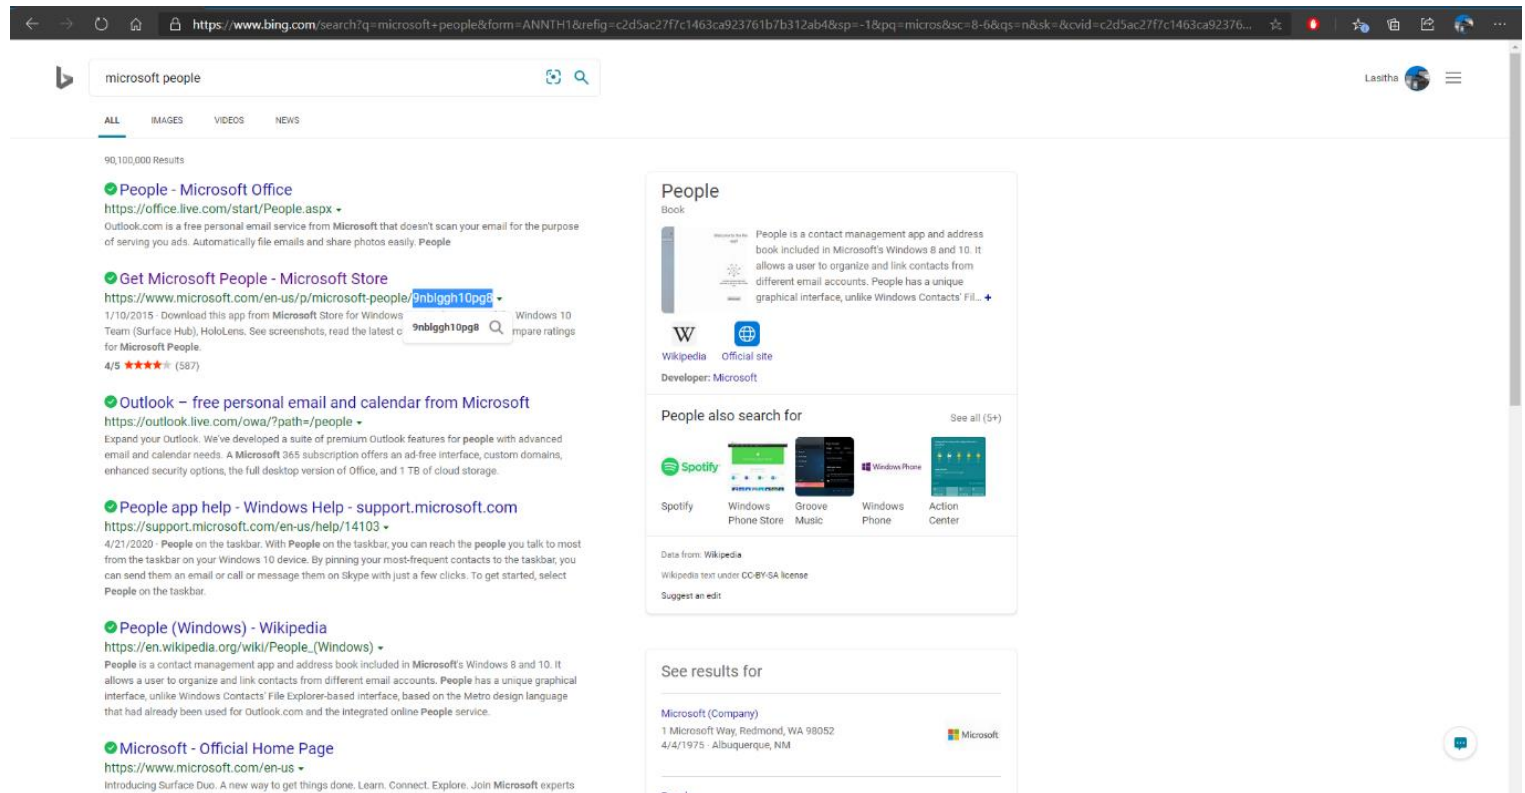 https://www.bing.com/search?q=microsoft+people&form=ANNTH1&refig=c2d5ac27f7c1463ca923761b7b312ab4&sp=-1&pq=micros&sc=8-6&qs=n&sk=&cvid=c2d5ac27f7c1463ca92376...
microsoft people
Lasitha
ALL IMAGES VIDEOS NEWS
90,100,000 Results
People - Microsoft Office
https://office.live.com/start/People.aspx
Outlook.com is a free personal email service from Microsoft that doesn't scan your email for the purpose
of serving you ads. Automatically file emails and share photos easily. People
Get Microsoft People - Microsoft Store
https://www.microsoft.com/en-us/p/microsoft-people/9nblggh10pg8
1/10/2015 · Download this app from Microsoft Store for Windows Windows 10
Team (Surface Hub), HoloLens. See screenshots, read the latest c mpare ratings
9nblggh10pg8
for Microsoft People.
4/5 (587)
Outlook – free personal email and calendar from Microsoft
https://outlook.live.com/owa/?path=/people
Expand your Outlook. We've developed a suite of premium Outlook features for people with advanced
email and calendar needs. A Microsoft 365 subscription offers an ad-free interface, custom domains,
enhanced security options, the full desktop version of Office, and 1 TB of cloud storage.
People app help - Windows Help - support.microsoft.com
https://support.microsoft.com/en-us/help/14103
4/21/2020 · People on the taskbar. With People on the taskbar, you can reach the people you talk to most
from the taskbar on your Windows 10 device. By pinning your most-frequent contacts to the taskbar, you
can send them an email or call or message them on Skype with just a few clicks. To get started, select
People on the taskbar.
People (Windows) - Wikipedia
https://en.wikipedia.org/wiki/People_(Windows)
People is a contact management app and address book included in Microsoft's Windows 8 and 10. It
allows a user to organize and link contacts from different email accounts. People has a unique graphical
interface, unlike Windows Contacts' File Explorer-based interface, based on the Metro design language
that had already been used for Outlook.com and the integrated online People service.
Microsoft - Official Home Page
https://www.microsoft.com/en-us
Introducing Surface Duo. A new way to get things done. Learn. Connect. Explore. Join Microsoft experts
People
Book
People is a contact management app and address
book included in Microsoft's Windows 8 and 10. It
allows a user to organize and link contacts from
different email accounts. People has a unique
graphical interface, unlike Windows Contacts' Fil... +
W
Wikipedia Official site
Developer: Microsoft
People also search for See all (5+)
Spotify Windows Phone
Spotify Windows Groove Windows Action
Phone Store Music Phone Center
Data from: Wikipedia
Wikipedia text under CC-BY-SA license
Suggest an edit
See results for
Microsoft (Company)
1 Microsoft Way, Redmond, WA 98052
4/4/1975 · Albuquerque, NM
Microsoft